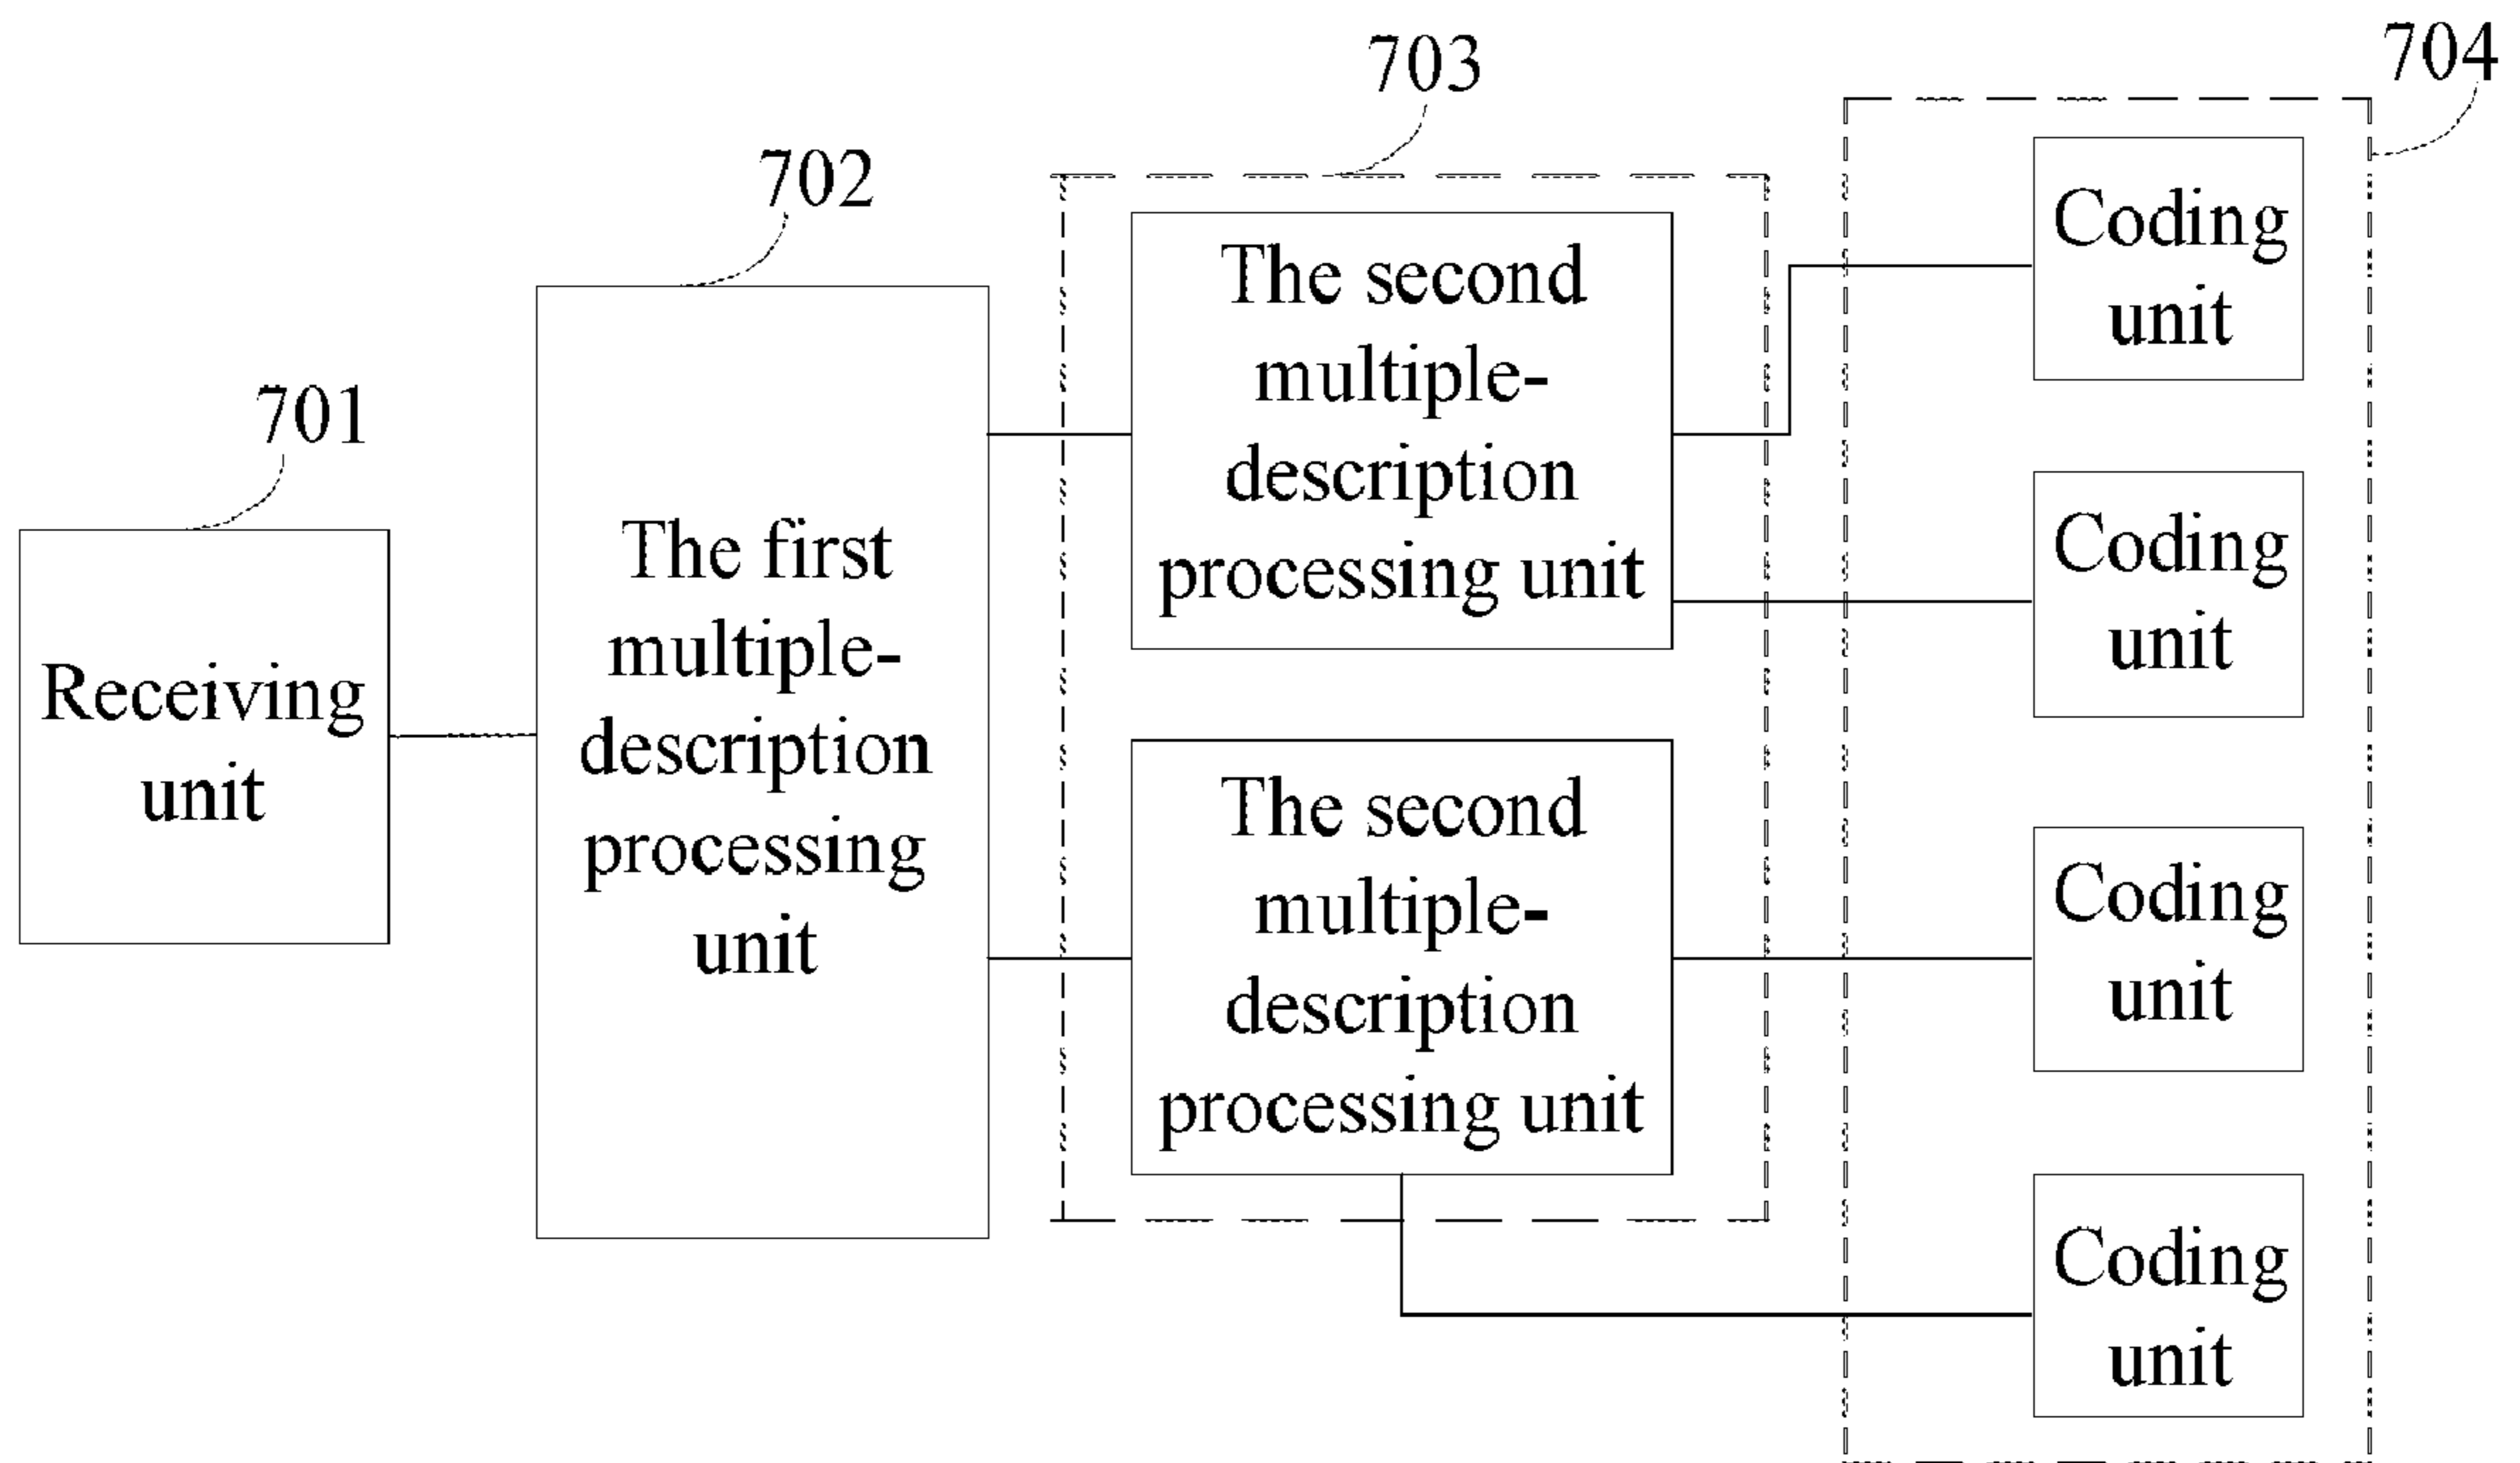 701
Receiving
unit
702
The first
multiple-
description
processing
unit
703
The second
multiple-
description
processing unit
The second
multiple-
description
processing unit
704
Coding
unit
Coding
unit
Coding
unit
Coding
unit